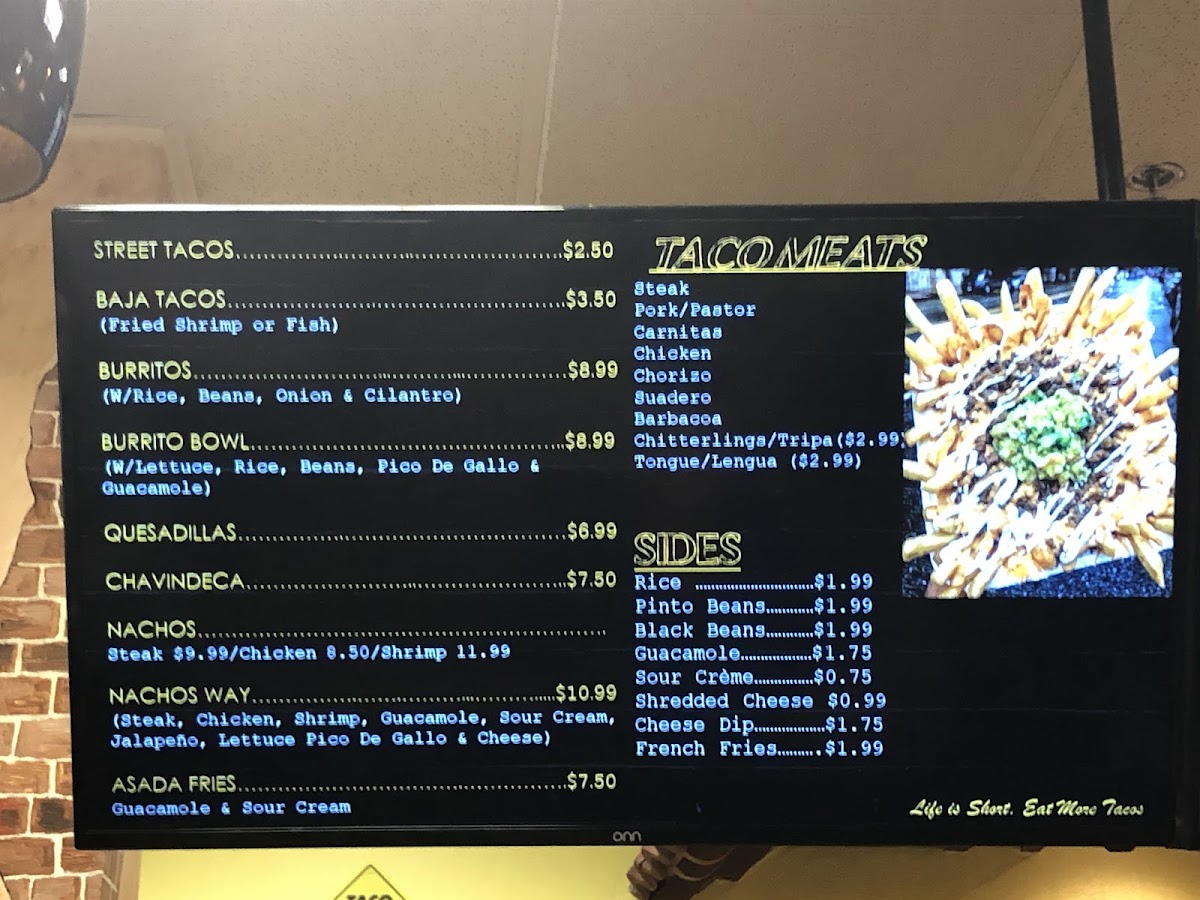 STREET TACOS......................................................$2.50
BAJA TACOS........................................................$3.50
(Fried Shrimp or Fish)
BURRITOS..........................................................$8.99
(W/Rice, Beans, Onion & Cilantro)
BURRITO BOWL......................................................$8.99
(W/Lettuce, Rice, Beans, Pico De Gallo &
Guacamole)
QUESADILLAS.......................................................$6.99
CHAVINDECA........................................................$7.50
NACHOS............................................................
Steak $9.99/Chicken 8.50/Shrimp 11.99
NACHOS WAY........................................................$10.99
(Steak, Chicken, Shrimp, Guacamole, Sour Cream,
Jalapeño, Lettuce Pico De Gallo & Cheese)
ASADA FRIES.......................................................$7.50
Guacamole & Sour Cream
TACO MEATS
Steak
Pork/Pastor
Carnitas
Chicken
Chorizo
Suadero
Barbacoa
Chitterlings/Tripa($2.99)
Tongue/Lengua ($2.99)
SIDES
Rice ..............................$1.99
Pinto Beans............$1.99
Black Beans............$1.99
Guacamole..................$1.75
Sour Crème...............$0.75
Shredded Cheese $0.99
Cheese Dip..................$1.75
French Fries..........$1.99
Life is Short. Eat More Tacos
onn
TACO